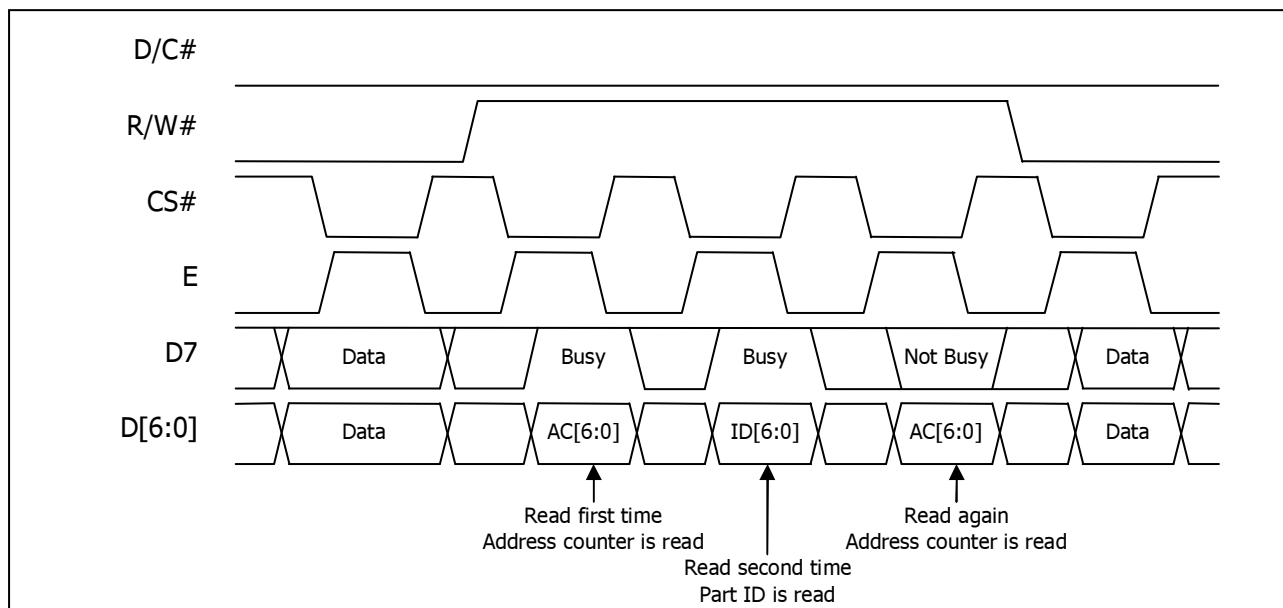 D/C#
R/W#
CS#
E
D7
Data
Busy
Busy
Not Busy
Data
D[6:0]
Data
AC[6:0]
ID[6:0]
AC[6:0]
Data
Read first time
Address counter is read
Read second time
Part ID is read
Read again
Address counter is read